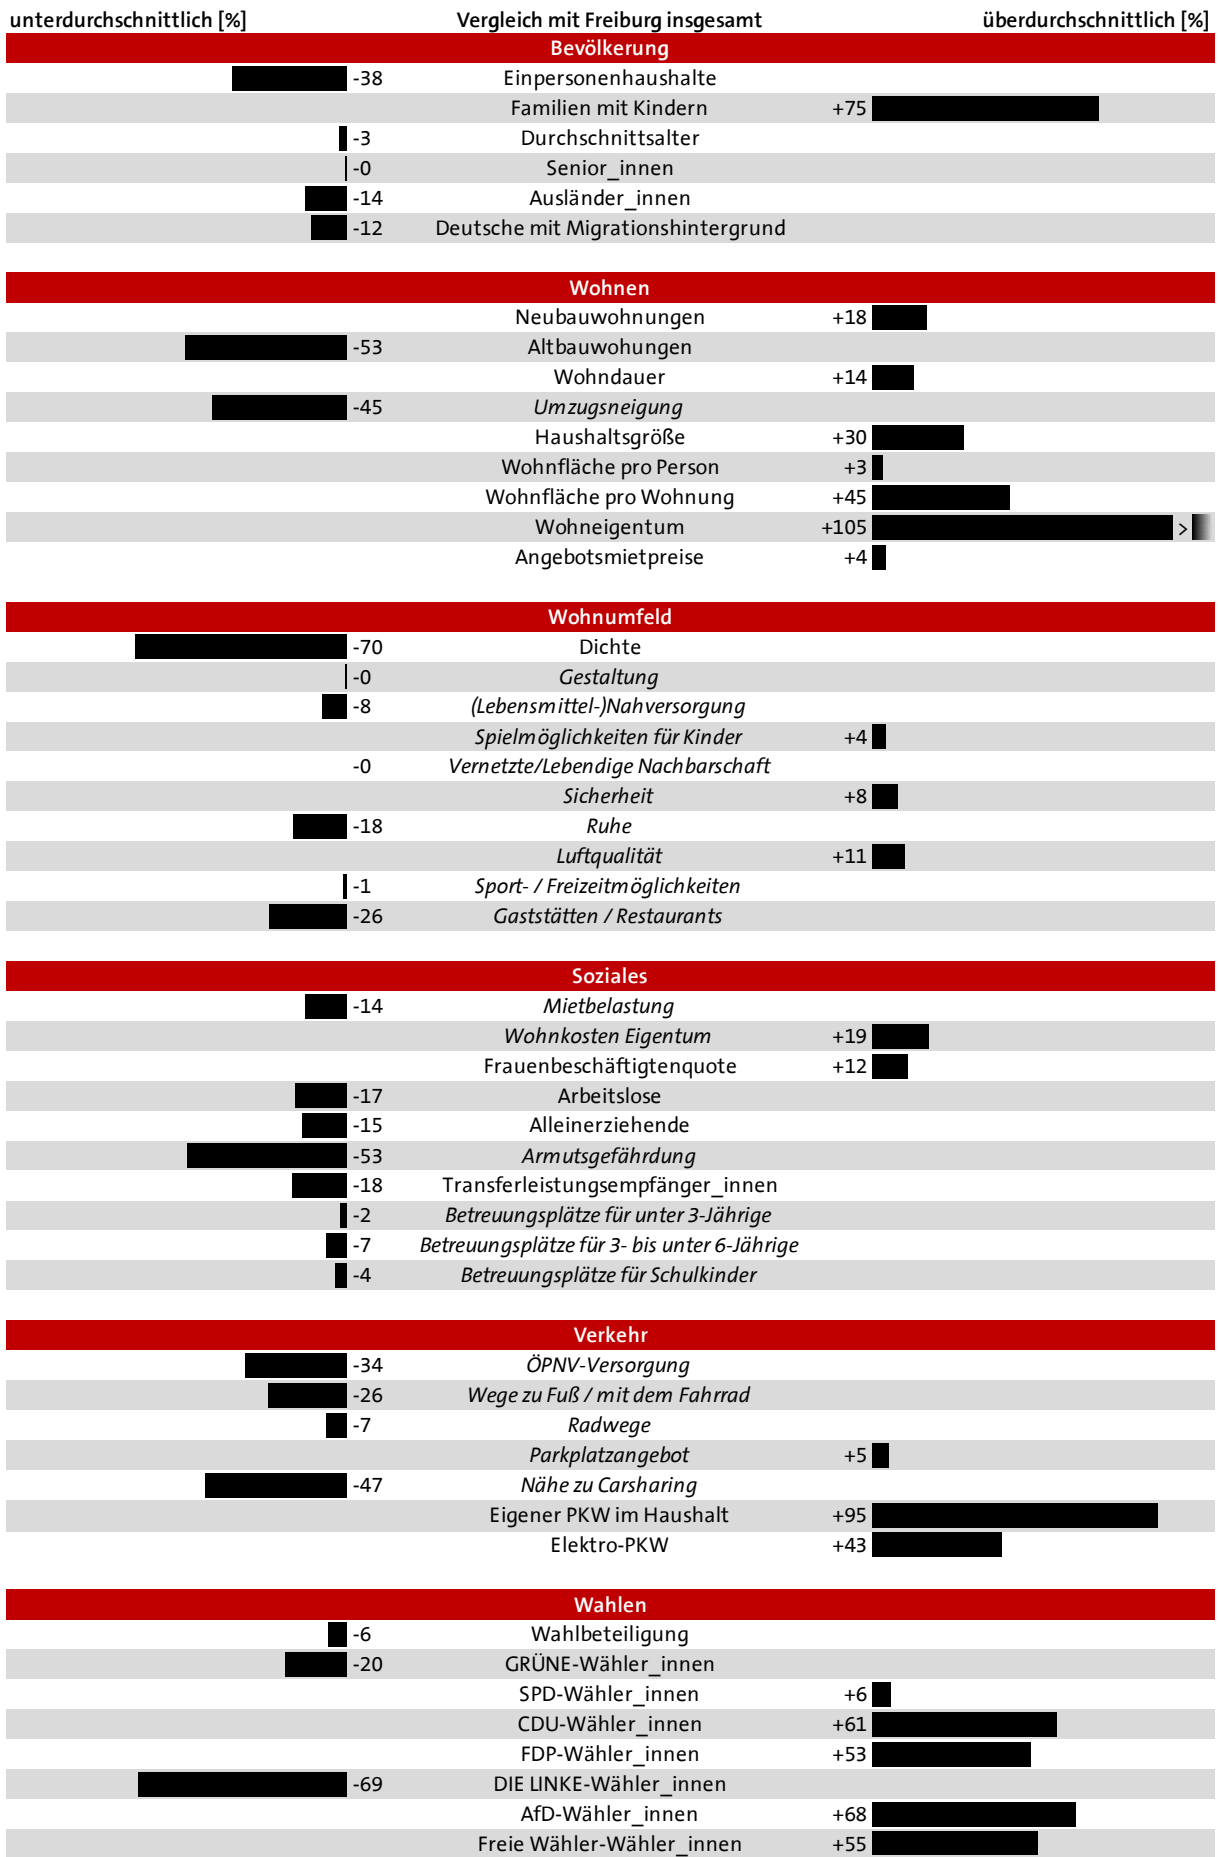 unterdurchschnittlich [%] Vergleich mit Freiburg insgesamt überdurchschnittlich [%]
Bevölkerung
-38 Einpersonenhaushalte
Familien mit Kindern +75
-3 Durchschnittsalter
-0 Senior_innen
-14 Ausländer_innen
-12 Deutsche mit Migrationshintergrund
Wohnen
Neubauwohnungen +18
-53 Altbauwohungen
Wohndauer +14
-45 Umzugsneigung
Haushaltsgröße +30
Wohnfläche pro Person +3
Wohnfläche pro Wohnung +45
Wohneigentum +105 >
Angebotsmietpreise +4
Wohnumfeld
-70 Dichte
-0 Gestaltung
-8 (Lebensmittel-)Nahversorgung
Spielmöglichkeiten für Kinder +4
-0 Vernetzte/Lebendige Nachbarschaft
Sicherheit +8
-18 Ruhe
Luftqualität +11
-1 Sport- / Freizeitmöglichkeiten
-26 Gaststätten / Restaurants
Soziales
-14 Mietbelastung
Wohnkosten Eigentum +19
Frauenbeschäftigtenquote +12
-17 Arbeitslose
-15 Alleinerziehende
-53 Armutsgefährdung
-18 Transferleistungsempfänger_innen
-2 Betreuungsplätze für unter 3-Jährige
-7 Betreuungsplätze für 3- bis unter 6-Jährige
-4 Betreuungsplätze für Schulkinder
Verkehr
-34 ÖPNV-Versorgung
-26 Wege zu Fuß / mit dem Fahrrad
-7 Radwege
Parkplatzangebot +5
-47 Nähe zu Carsharing
Eigener PKW im Haushalt +95
Elektro-PKW +43
Wahlen
-6 Wahlbeteiligung
-20 GRÜNE-Wähler_innen
SPD-Wähler_innen +6
CDU-Wähler_innen +61
FDP-Wähler_innen +53
-69 DIE LINKE-Wähler_innen
AfD-Wähler_innen +68
Freie Wähler-Wähler_innen +55